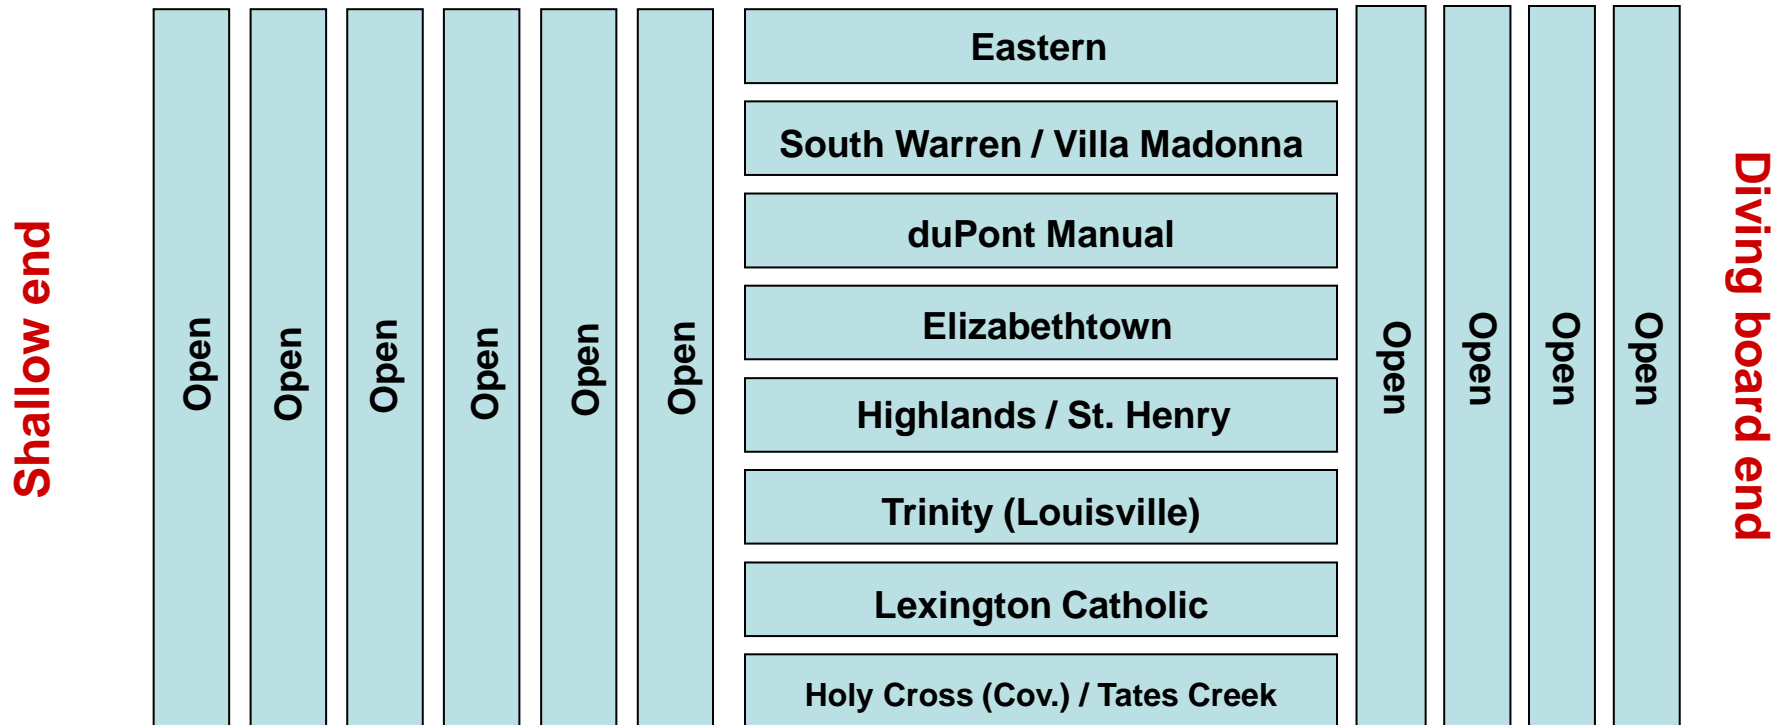 Shallow end
Open
Open
Open
Open
Open
Open
Eastern
South Warren / Villa Madonna
duPont Manual
Elizabethtown
Highlands / St. Henry
Trinity (Louisville)
Lexington Catholic
Holy Cross (Cov.) / Tates Creek
Open
Open
Open
Open
Diving board end